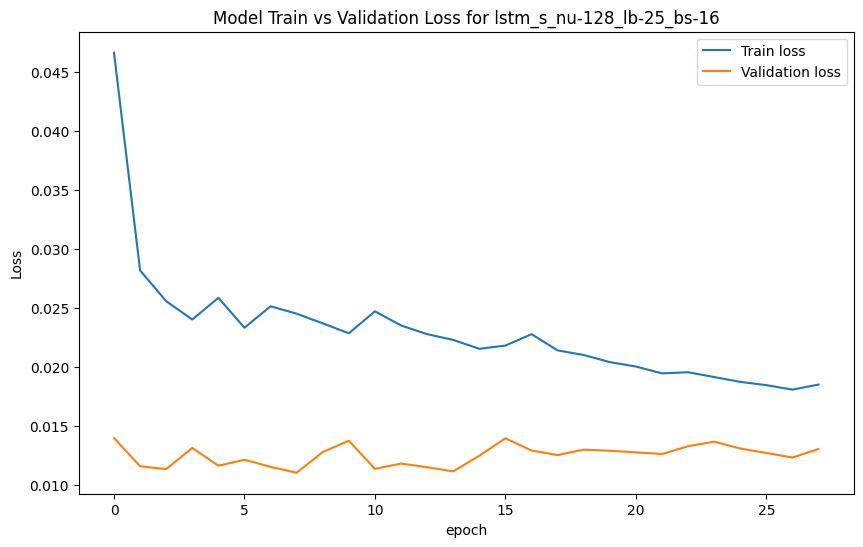 Model Train vs Validation Loss for lstm_s_nu-128_lb-25_bs-16
Train loss
Validation loss
0.045
0.040
0.035
0.030
0.025
0.020
0.015
0.010
Loss
0 5 10 15 20 25
epoch